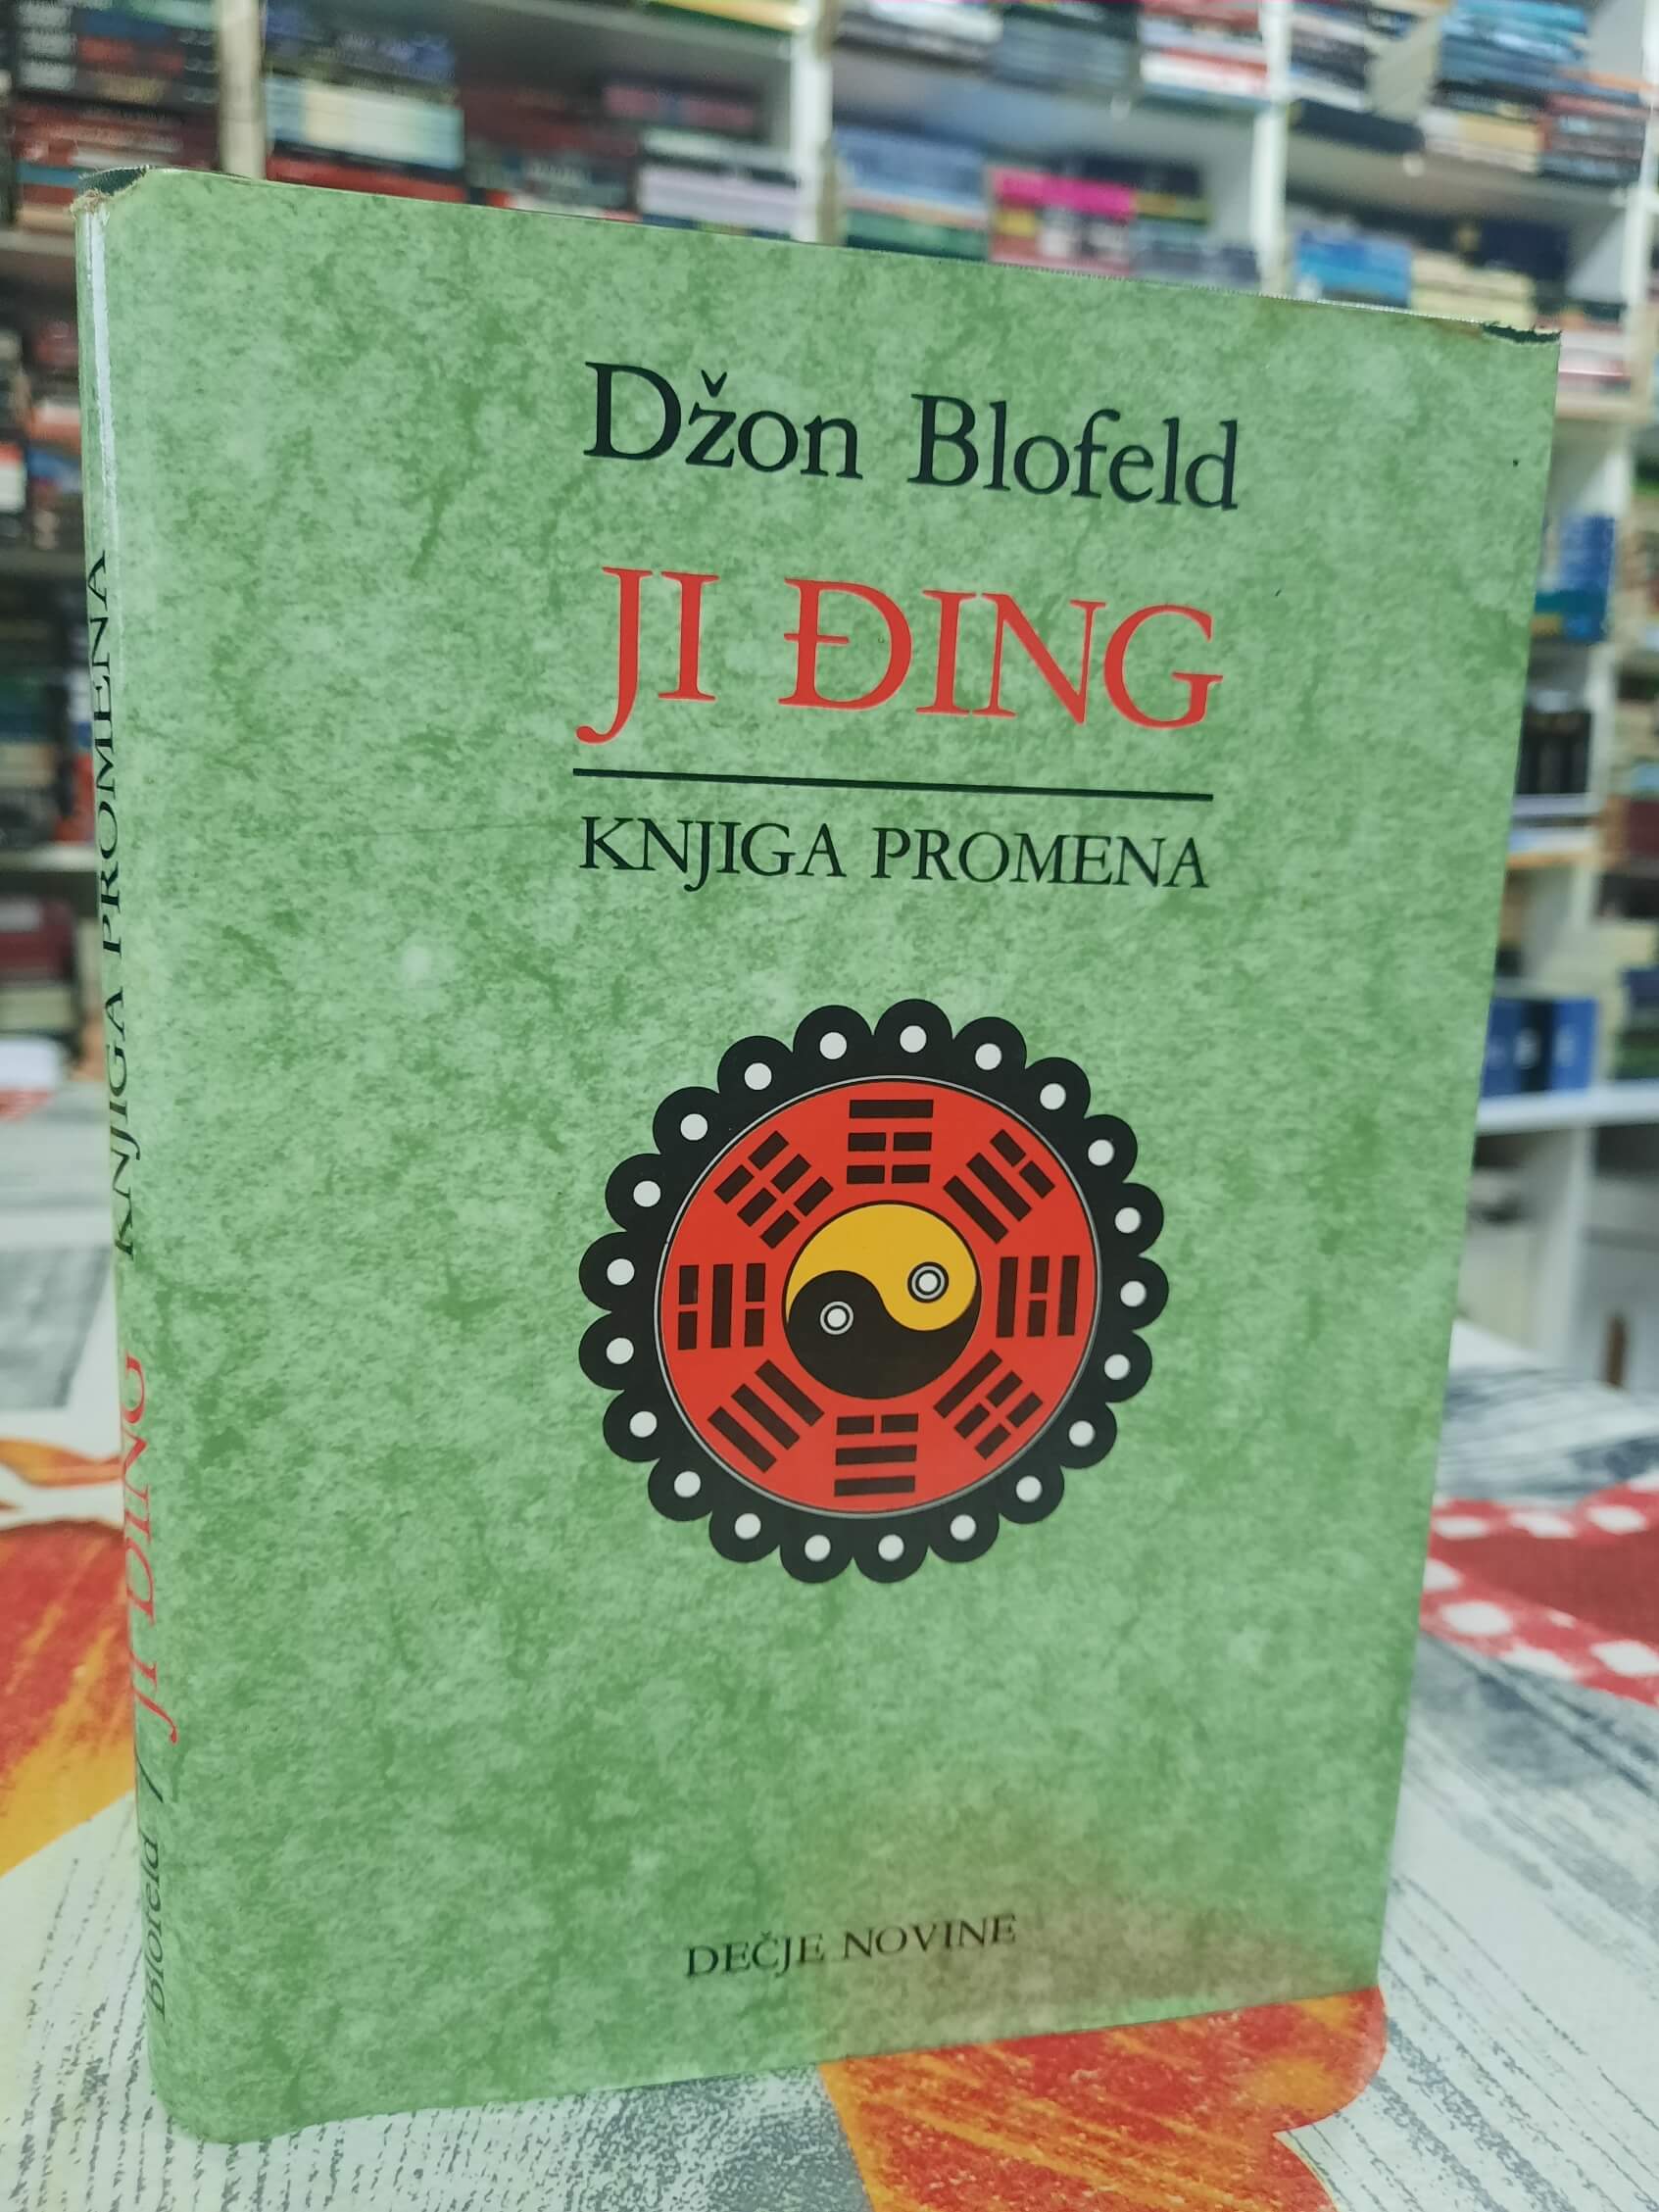 Džon Blofeld
JI ĐING
KNJIGA PROMENA
DEČJE NOVINE
Blofeld / JI ĐING KNJIGA PROMENA